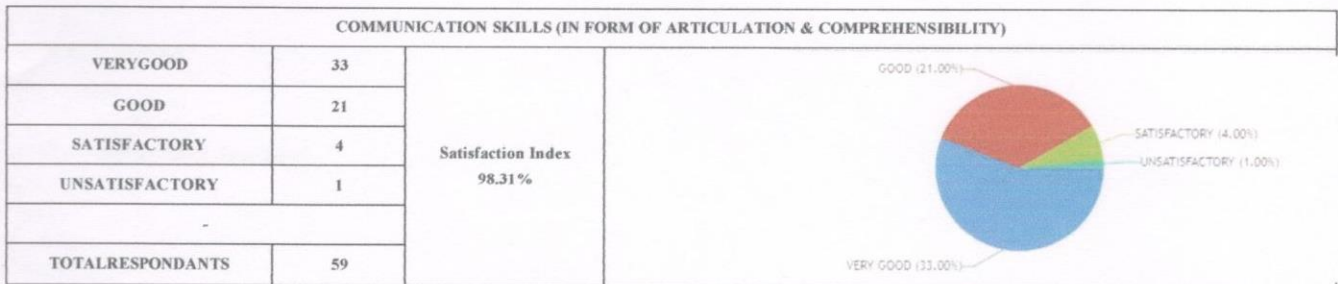 COMMUNICATION SKILLS (IN FORM OF ARTICULATION & COMPREHENSIBILITY)
VERYGOOD 33
GOOD 21
SATISFACTORY 4
UNSATISFACTORY 1
-
TOTALRESPONDANTS 59
Satisfaction Index
98.31%
GOOD (21.00%)
SATISFACTORY (4.00%)
UNSATISFACTORY (1.00%)
VERY GOOD (33.00%)